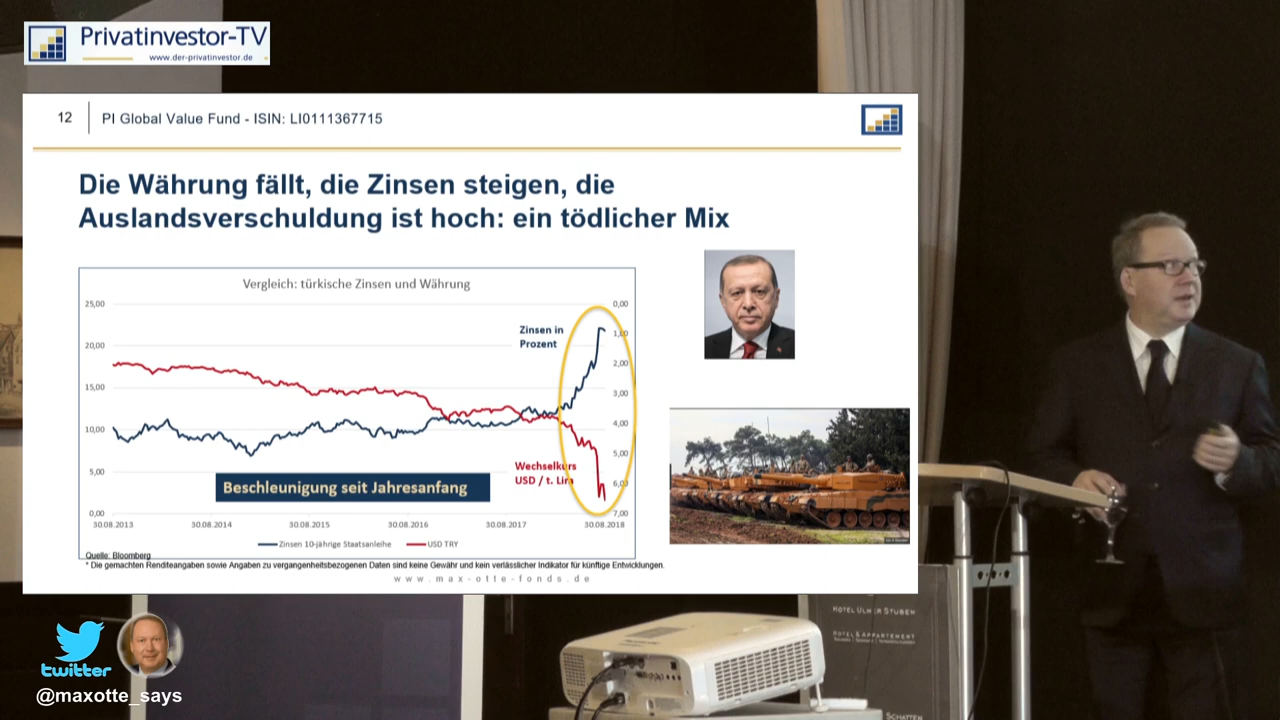 Privatinvestor-TV
www.der-privatinvestor.de
12
PI Global Value Fund - ISIN: LI0111367715
Die Währung fällt, die Zinsen steigen, die
Auslandsverschuldung ist hoch: ein tödlicher Mix
Vergleich: türkische Zinsen und Währung
25,00
20,00
15,00
10,00
5,00
0,00
0,00
1,00
2,00
3,00
4,00
5,00
6,00
7,00
Zinsen in
Prozent
Wechselkurs
USD / t. Lira
Beschleunigung seit Jahresanfang
30.08.2013
30.08.2014
30.08.2015
30.08.2016
30.08.2017
30.08.2018
Zinsen 10-jährige Staatsanleihe
USD TRY
Quelle: Bloomberg
* Die gemachten Renditeangaben sowie Angaben zu vergangenheitsbezogenen Daten sind keine Gewähr und kein verlässlicher Indikator für künftige Entwicklungen.
www.max-otte-fonds.de
HOTEL ULMER STUBEN
HOTEL & APPARTEMENT
SCHATTEN
twitter
@maxotte_says